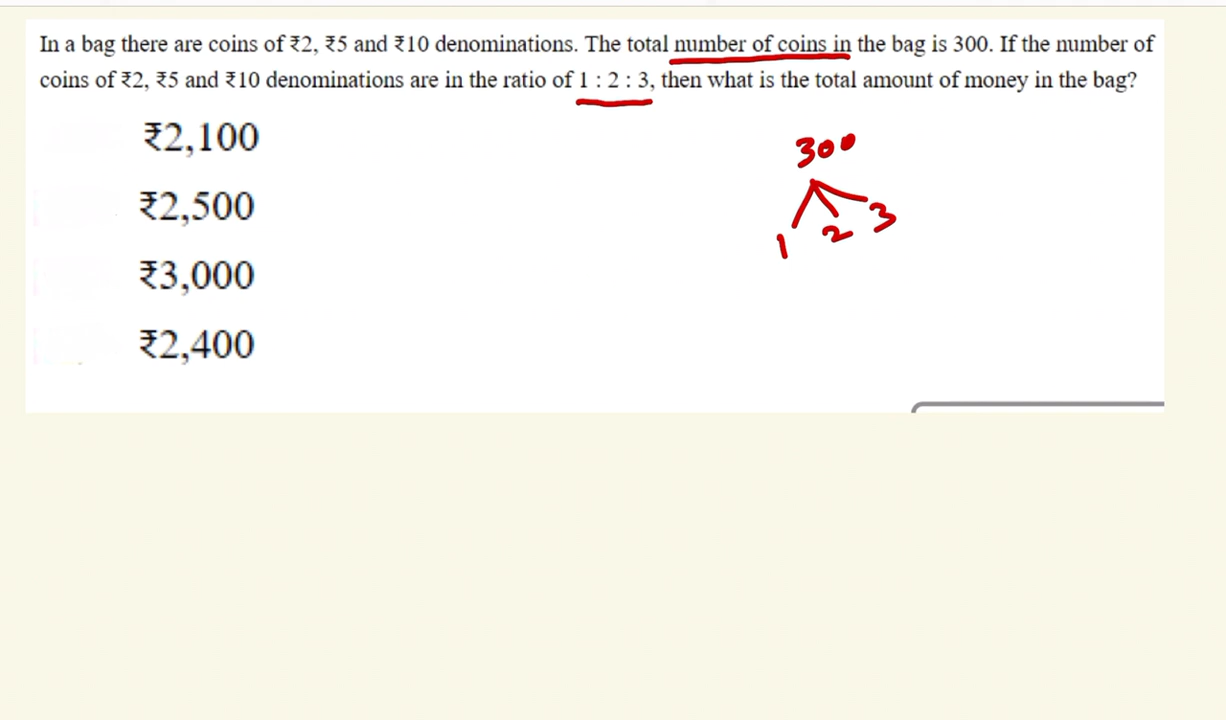 In a bag there are coins of ₹2, ₹5 and ₹10 denominations. The total number of coins in the bag is 300. If the number of
coins of ₹2, ₹5 and ₹10 denominations are in the ratio of 1 : 2 : 3, then what is the total amount of money in the bag?
₹2,100
₹2,500
₹3,000
₹2,400
300
1 2 3